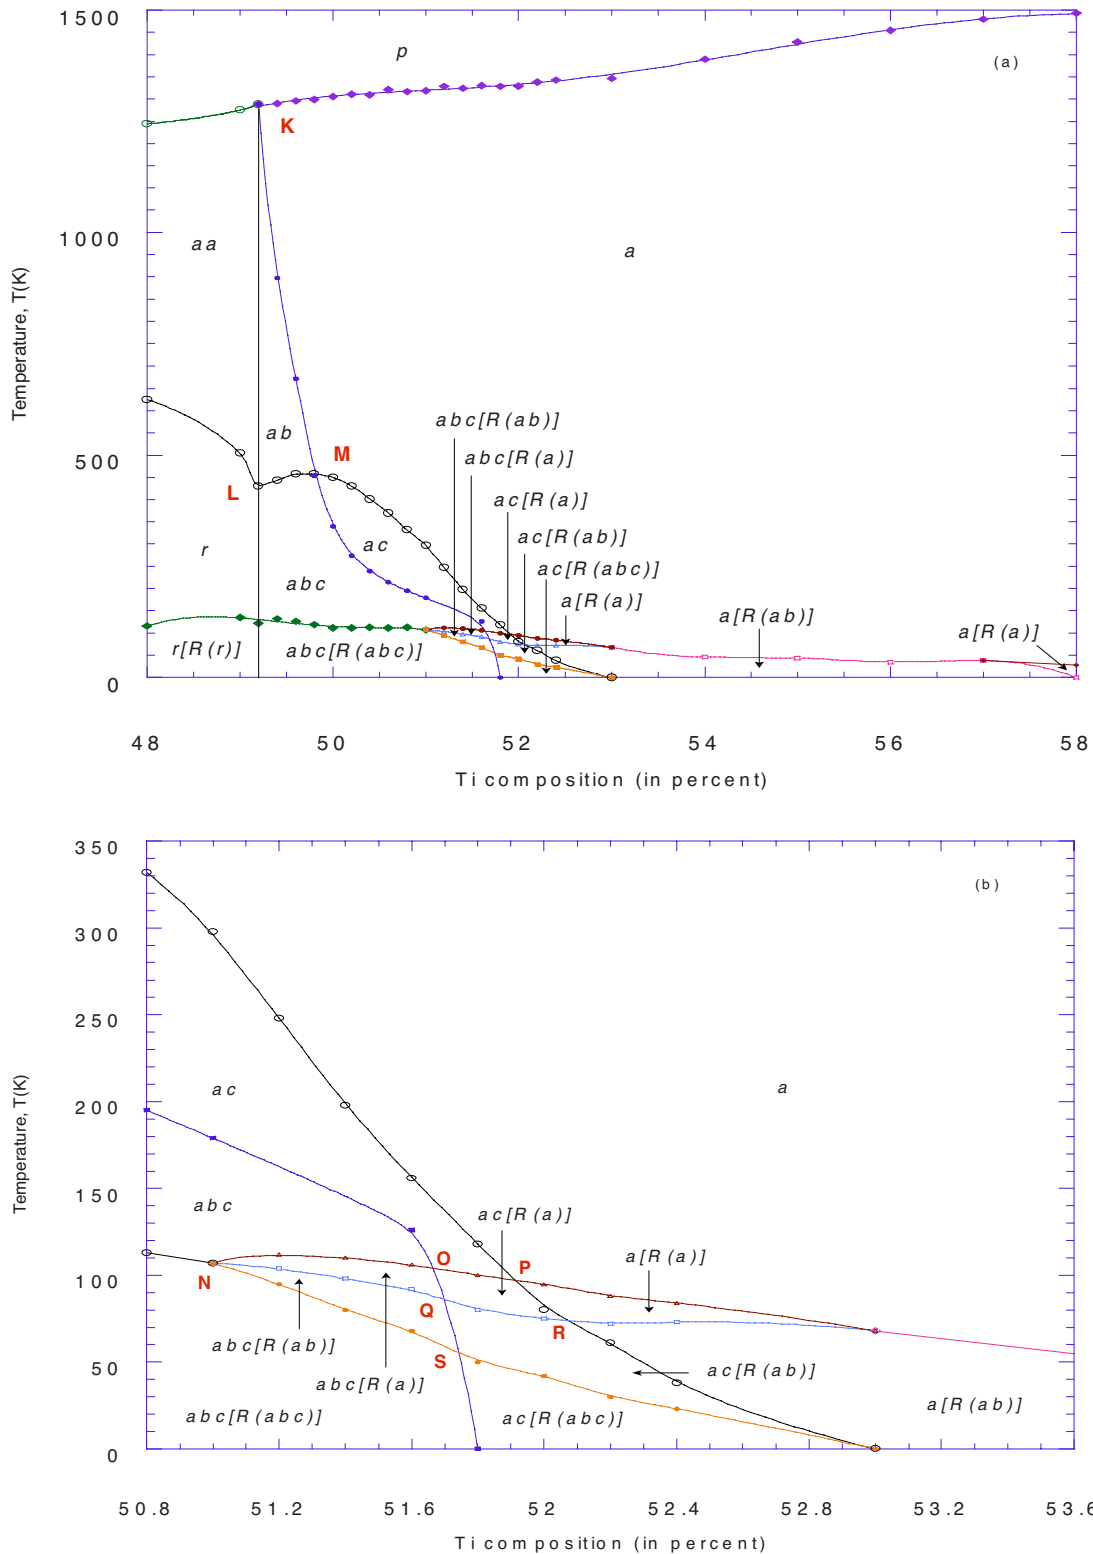 1500
p
(a)
K
1000
aa
a
Temperature, T(K)
abc[R(ab)]
ab
M
500
abc[R(a)]
L
ac[R(a)]
ac[R(ab)]
r
ac
ac[R(abc)]
abc
a[R(a)]
a[R(ab)]
a[R(a)]
r[R(r)]
abc[R(abc)]
0
48 50 52 54 56 58
Ti composition (in percent)
350
(b)
300
250
ac
a
200
Temperature, T(K)
150
abc
ac[R(a)]
O
P
a[R(a)]
100
N
Q
R
abc[R(ab)]
S
50
ac[R(ab)]
abc[R(a)]
abc[R(abc)]
ac[R(abc)]
a[R(ab)]
0
50.8 51.2 51.6 52 52.4 52.8 53.2 53.6
Ti composition (in percent)